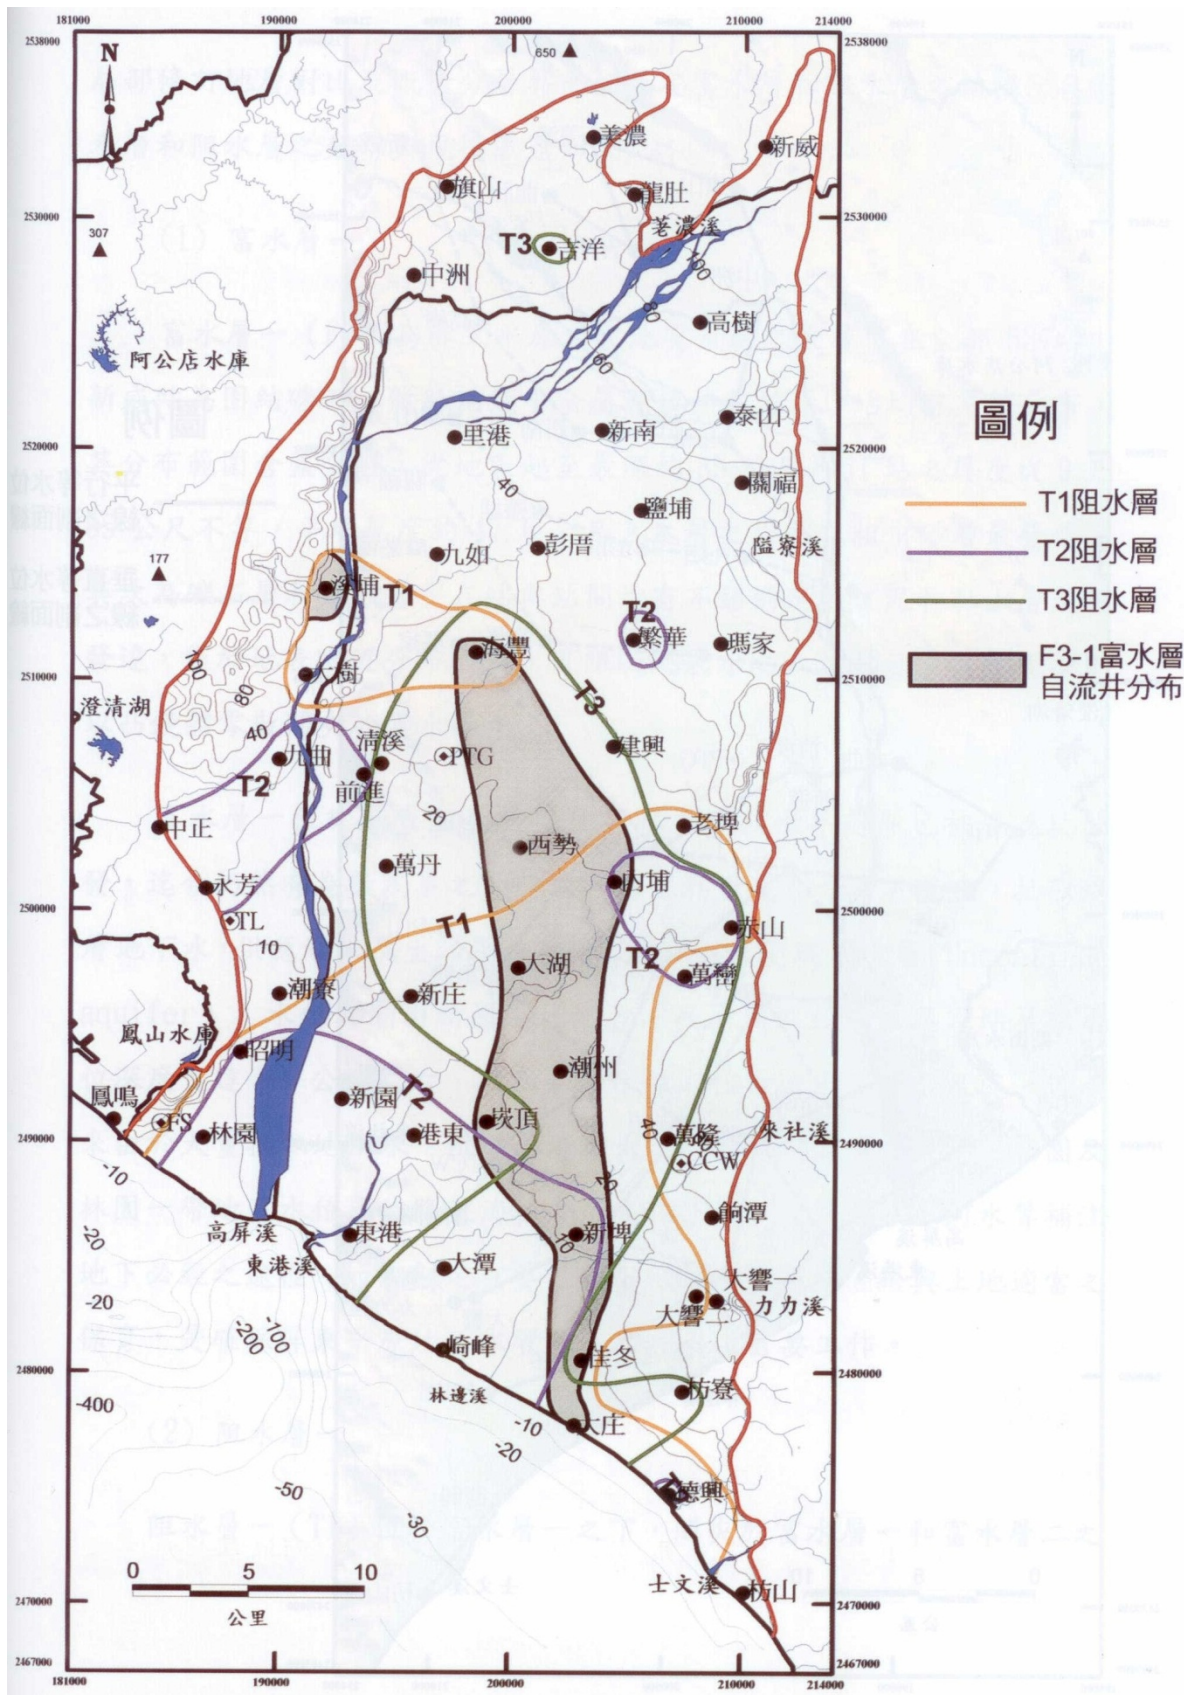 190000
200000
210000
214000
2538000
2538000
N
650
美濃
新威
旗山
龍肚
荖濃溪
2530000
2530000
307
T3
吉洋
中洲
100
80
高樹
阿公店水庫
60
泰山
圖例
里港
新南
2520000
2520000
40
關福
鹽埔
T1阻水層
九如
彭厝
隘寮溪
T2阻水層
177
溪埔
T1
T3阻水層
T2
繁華
瑪家
海豐
F3-1富水層
自流井分布
100
大樹
80
2510000
2510000
T3
澄清湖
40
清溪
建興
九曲
PTG
T2
前進
20
中正
老埤
西勢
萬丹
內埔
永芳
2500000
2500000
TL
T1
赤山
10
T2
大湖
萬巒
潮寮
新庄
鳳山水庫
昭明
潮州
新園
T2
鳳鳴
FS
崁頂
林園
港東
40
萬隆
來社溪
2490000
2490000
CCW
-10
20
餉潭
高屏溪
東港
新埤
-20
10
東港溪
大潭
大響一
-20
大響二
力力溪
-100
-200
崎峰
佳冬
2480000
2480000
枋寮
-400
林邊溪
-10
大庄
-20
德興
-50
-30
0
5
10
士文溪
枋山
2470000
2470000
公里
2467000
2467000
181000
190000
200000
210000
214000